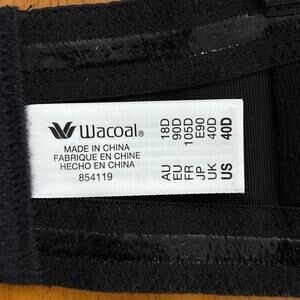 Wacoal®
MADE IN CHINA
FABRIQUE EN CHINE
HECHO EN CHINA
854119
AU 18D
EU 90D
FR 105D
JP E90
UK 40D
US 40D